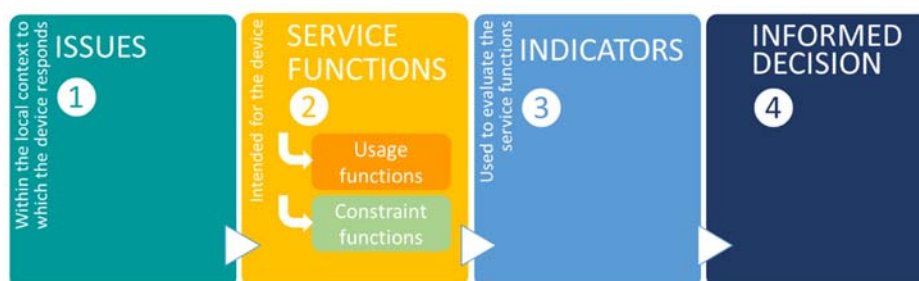 Within the local context to
which the device responds
ISSUES
1
Intended for the device
SERVICE
FUNCTIONS
2
Usage
functions
Constraint
functions
Used to evaluate the
service functions
INDICATORS
3
INFORMED
DECISION
4